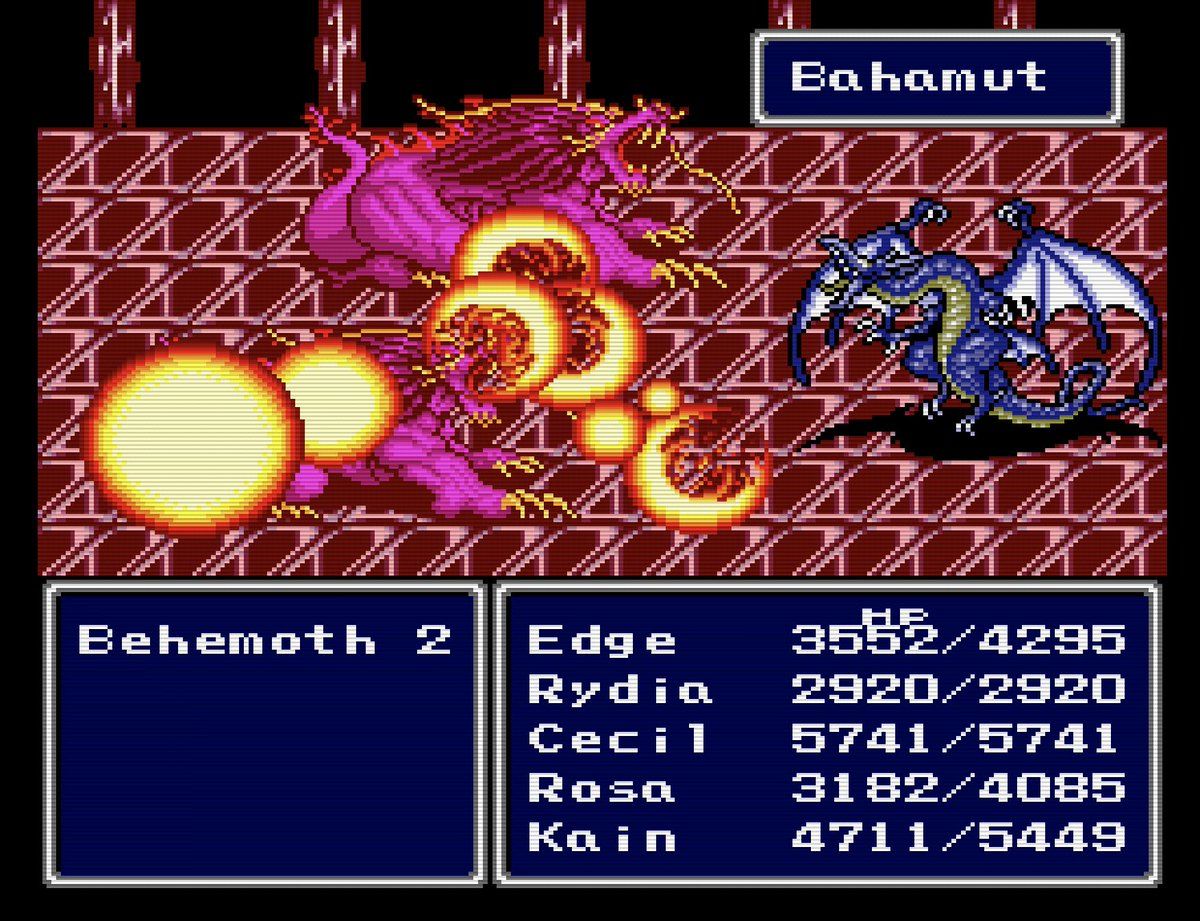 Bahamut
Behemoth 2
HP
Edge 3552/4295
Rydia 2920/2920
Cecil 5741/5741
Rosa 3182/4085
Kain 4711/5449